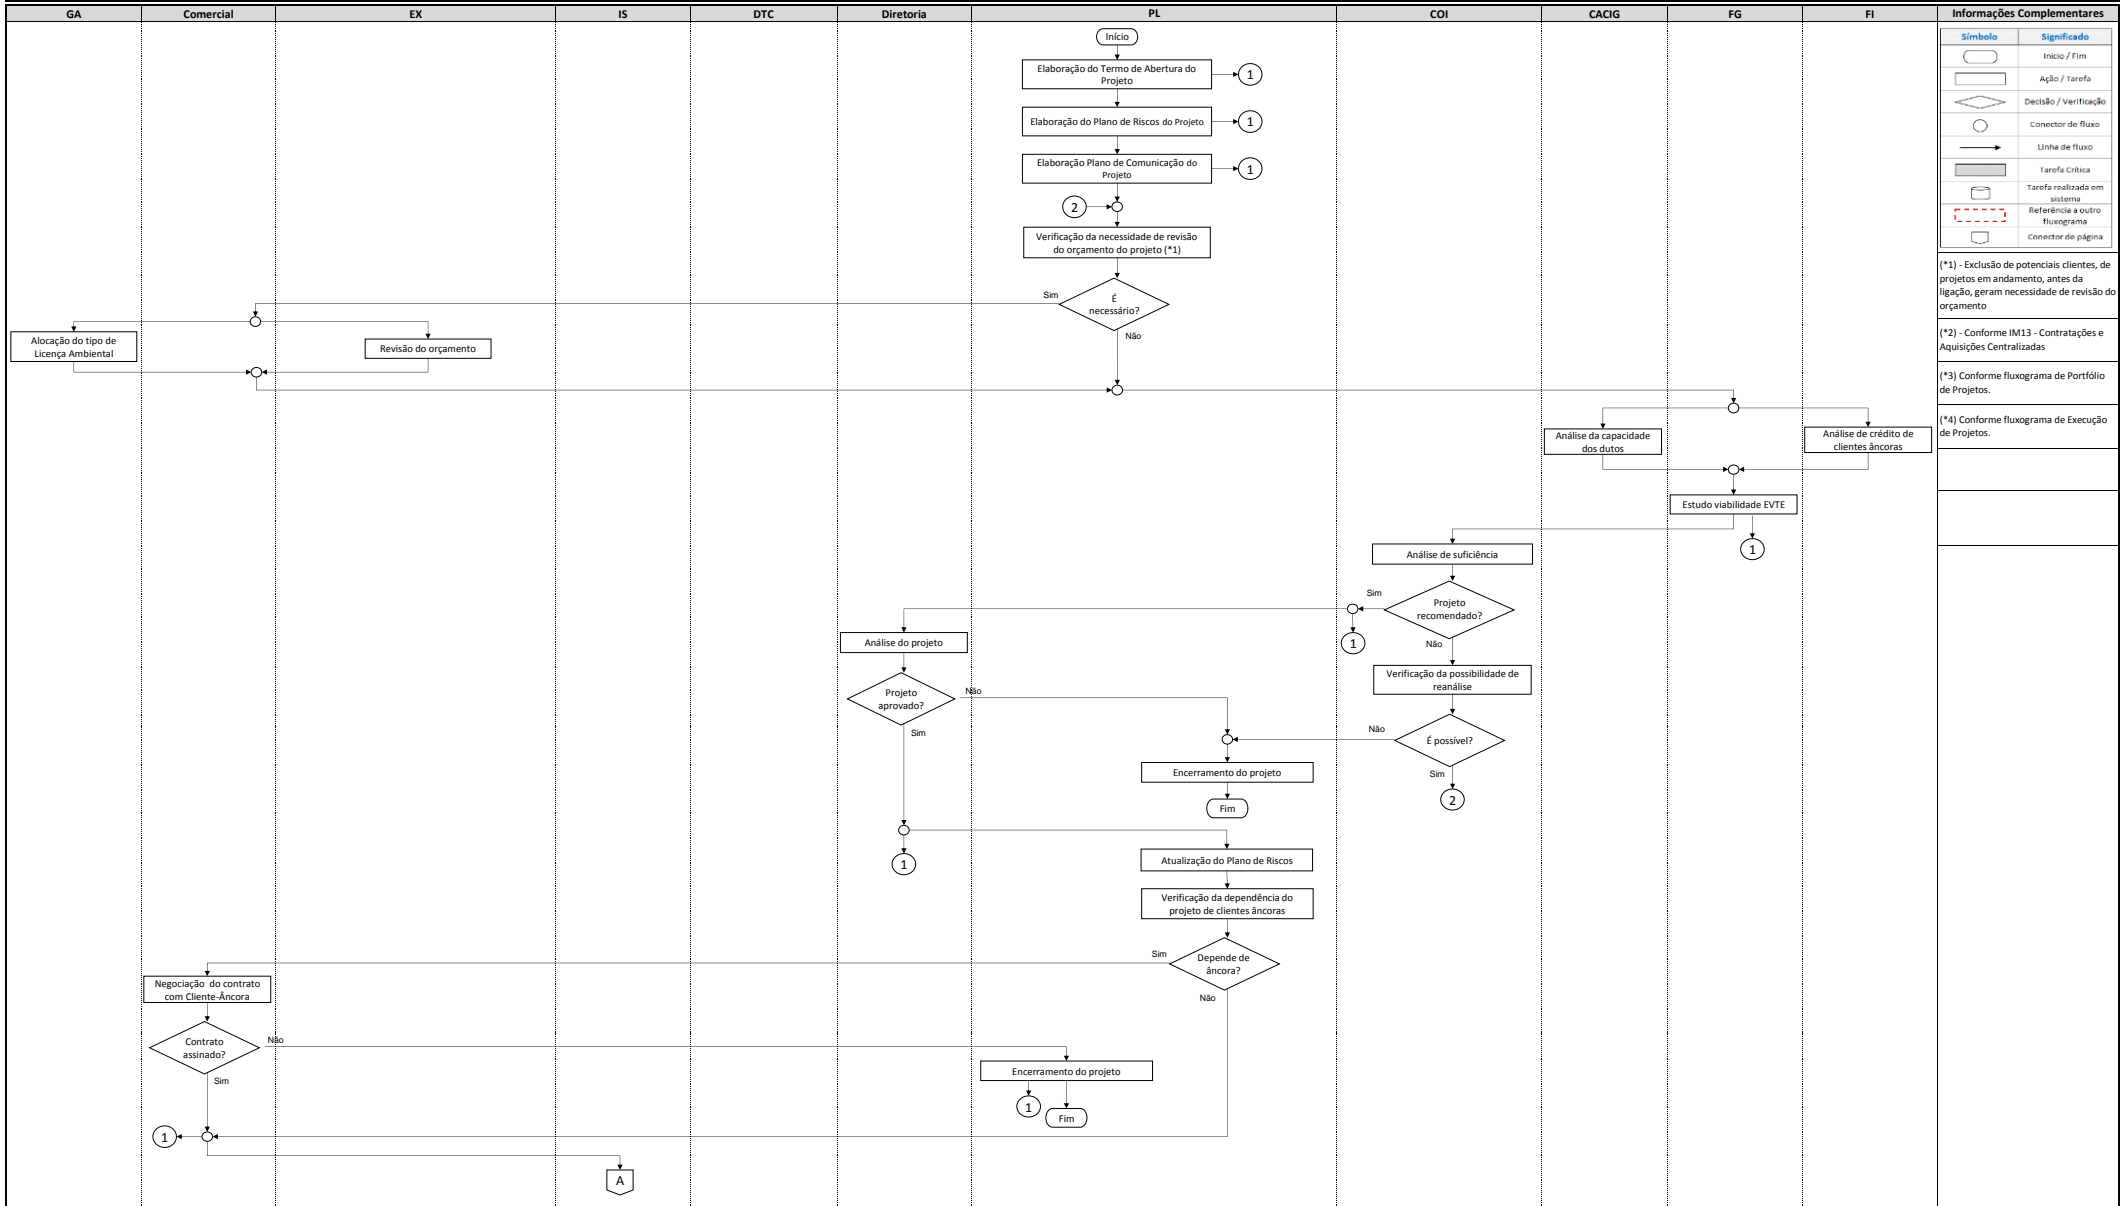 GA
Comercial
EX
IS
DTC
Diretoria
PL
COI
CACIG
FG
FI
Informações Complementares
Início
Elaboração do Termo de Abertura do
Projeto
1
Elaboração do Plano de Riscos do Projeto
1
Elaboração Plano de Comunicação do
Projeto
1
2
Verificação da necessidade de revisão
do orçamento do projeto (*1)
É
necessário?
Sim
Não
Alocação do tipo de
Licença Ambiental
Revisão do orçamento
Análise da capacidade
dos dutos
Análise de crédito de
clientes âncoras
Estudo viabilidade EVTE
1
Análise de suficiência
Projeto
recomendado?
Sim
Não
1
Análise do projeto
Verificação da possibilidade de
reanálise
Projeto
aprovado?
Não
Sim
É possível?
Não
Sim
2
Encerramento do projeto
Fim
1
Atualização do Plano de Riscos
Verificação da dependência do
projeto de clientes âncoras
Depende de
âncora?
Sim
Não
Negociação do contrato
com Cliente-Âncora
Contrato
assinado?
Não
Sim
Encerramento do projeto
1
Fim
1
A
Símbolo
Significado
Início / Fim
Ação / Tarefa
Decisão / Verificação
Conector de fluxo
Linha de fluxo
Tarefa Crítica
Tarefa realizada em
sistema
Referência a outro
fluxograma
Conector de página
(*1) - Exclusão de potenciais clientes, de
projetos em andamento, antes da
ligação, geram necessidade de revisão do
orçamento
(*2) - Conforme IM13 - Contratações e
Aquisições Centralizadas
(*3) Conforme fluxograma de Portfólio
de Projetos.
(*4) Conforme fluxograma de Execução
de Projetos.